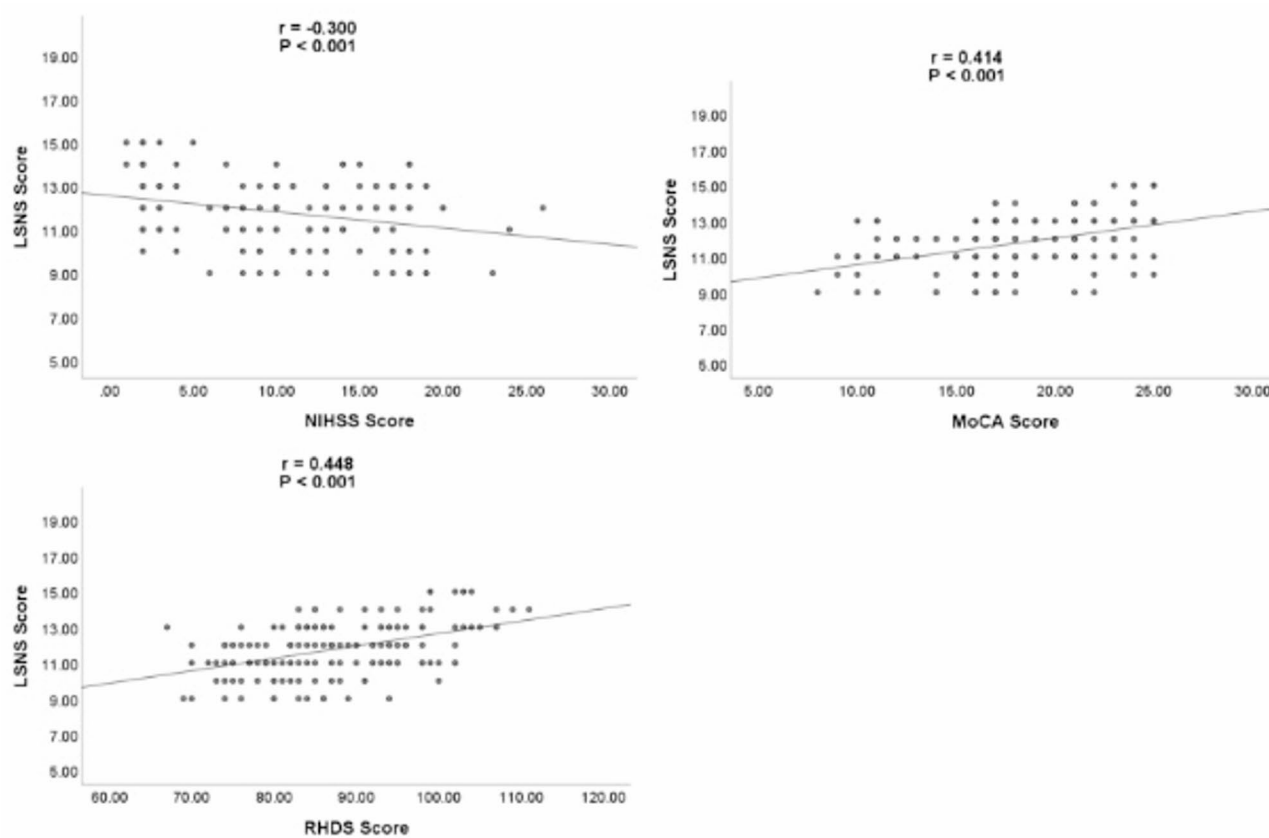 r = -0.300
P < 0.001
19.00
17.00
15.00
13.00
11.00
9.00
7.00
5.00
LSNS Score
.00 5.00 10.00 15.00 20.00 25.00 30.00
NIHSS Score
r = 0.414
P < 0.001
19.00
17.00
15.00
13.00
11.00
9.00
7.00
5.00
LSNS Score
5.00 10.00 15.00 20.00 25.00 30.00
MoCA Score
r = 0.448
P < 0.001
19.00
17.00
15.00
13.00
11.00
9.00
7.00
5.00
LSNS Score
60.00 70.00 80.00 90.00 100.00 110.00 120.00
RHDS Score